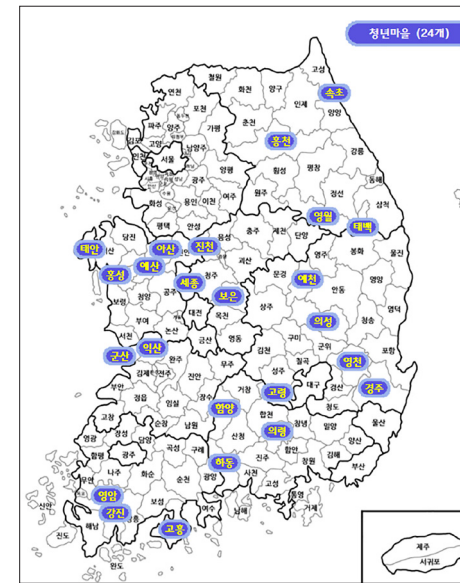 청년마을 (24개)
고성
철원
속초
연천
화천
양구
인제
포천
양양
춘천
파주
양주
가평
홍천
강릉
고양
남양주
서울
양평
횡성
평창
동해
광주
정선
원주
삼척
화성
용인
이천
여주
영월
태백
평택
안성
당진
충주
제천
단양
영주
봉화
울진
태안
아산
진천
음성
괴산
예산
홍성
세종
청주
문경
예천
영양
안동
보은
청양
공주
보령
상주
영덕
대전
옥천
의성
청송
부여
논산
서천
금산
영동
구미
군위
김천
포항
군산
익산
완주
무주
성주
칠곡
영천
김제
전주
진안
대구
경산
경주
부안
거창
고령
정읍
임실
장수
함양
합천
청도
고창
순창
남원
창녕
밀양
울산
의령
산청
영광
장성
담양
양산
곡성
구례
함안
함평
광주
진주
창원
김해
하동
부산
나주
화순
순천
광양
사천
고성
무안
영암
통영
거제
신안
보성
여수
남해
강진
장흥
고흥
해남
진도
완도
제주
서귀포